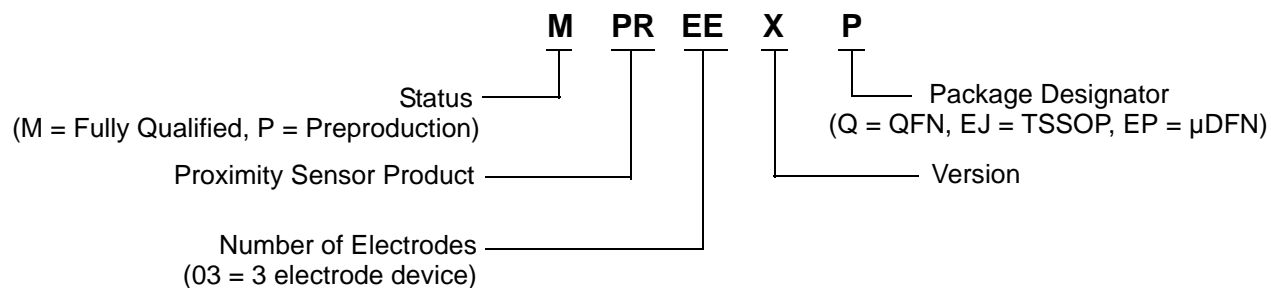 M PR EE X P
Status
(M = Fully Qualified, P = Preproduction)
Package Designator
(Q = QFN, EJ = TSSOP, EP = µDFN)
Proximity Sensor Product
Version
Number of Electrodes
(03 = 3 electrode device)